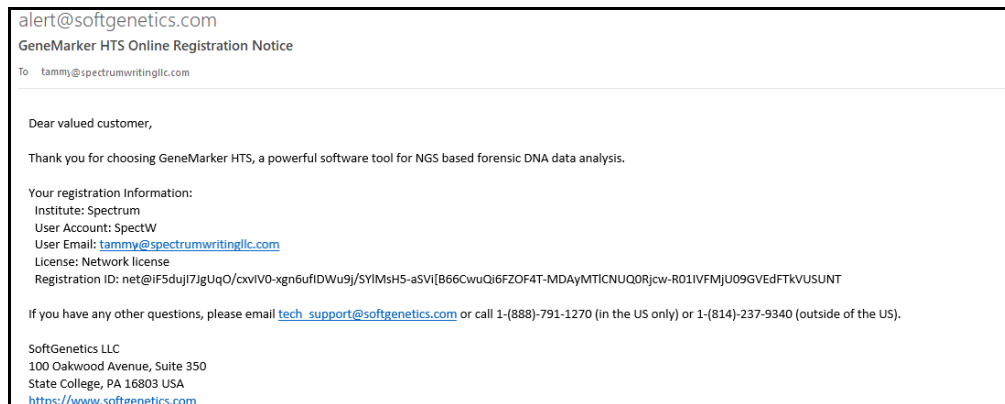 alert@softgenetics.com
GeneMarker HTS Online Registration Notice
To tammy@spectrumwritingllc.com
Dear valued customer,
Thank you for choosing GeneMarker HTS, a powerful software tool for NGS based forensic DNA data analysis.
Your registration Information:
Institute: Spectrum
User Account: SpectW
User Email: tammy@spectrumwritingllc.com
License: Network license
Registration ID: net@iF5dujI7JgUqO/cxvIV0-xgn6ufIDWu9j/SYlMsH5-aSVi[B66CwuQi6FZOF4T-MDAyMTlCNUQ0Rjcw-R01IVFMjU09GVEdFTkVUSUNT
If you have any other questions, please email tech_support@softgenetics.com or call 1-(888)-791-1270 (in the US only) or 1-(814)-237-9340 (outside of the US).
SoftGenetics LLC
100 Oakwood Avenue, Suite 350
State College, PA 16803 USA
https://www.softgenetics.com